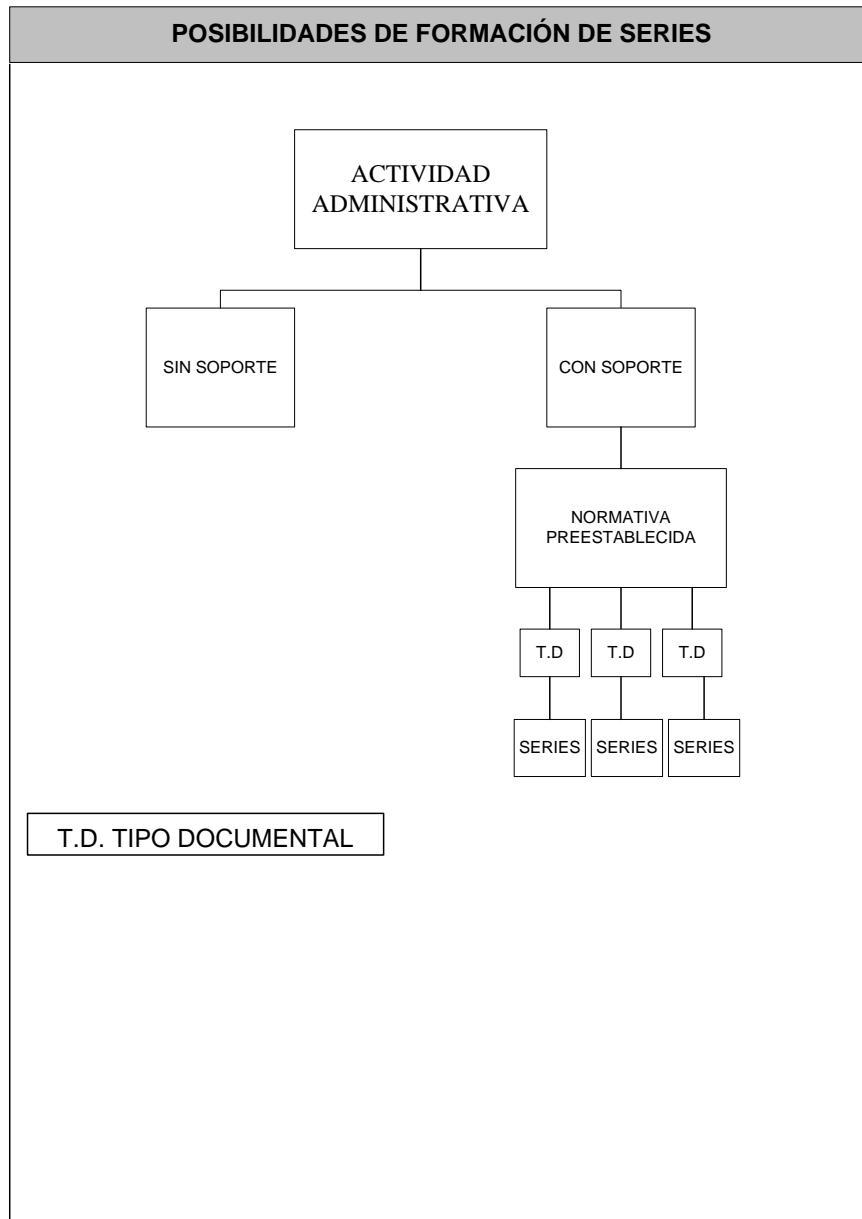 POSIBILIDADES DE FORMACIÓN DE SERIES
ACTIVIDAD
ADMINISTRATIVA
SIN SOPORTE
CON SOPORTE
NORMATIVA
PREESTABLECIDA
T.D
T.D
T.D
SERIES
SERIES
SERIES
T.D. TIPO DOCUMENTAL